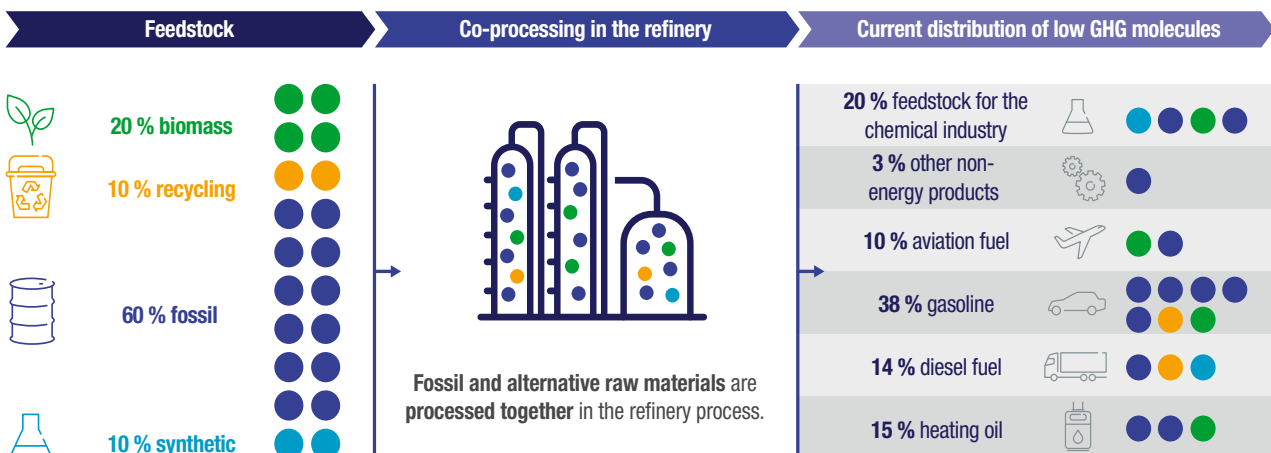 Feedstock
Co-processing in the refinery
Current distribution of low GHG molecules
20 % biomass
10 % recycling
60 % fossil
10 % synthetic
Fossil and alternative raw materials are
processed together in the refinery process.
20 % feedstock for the
chemical industry
3 % other non-
energy products
10 % aviation fuel
38 % gasoline
14 % diesel fuel
15 % heating oil